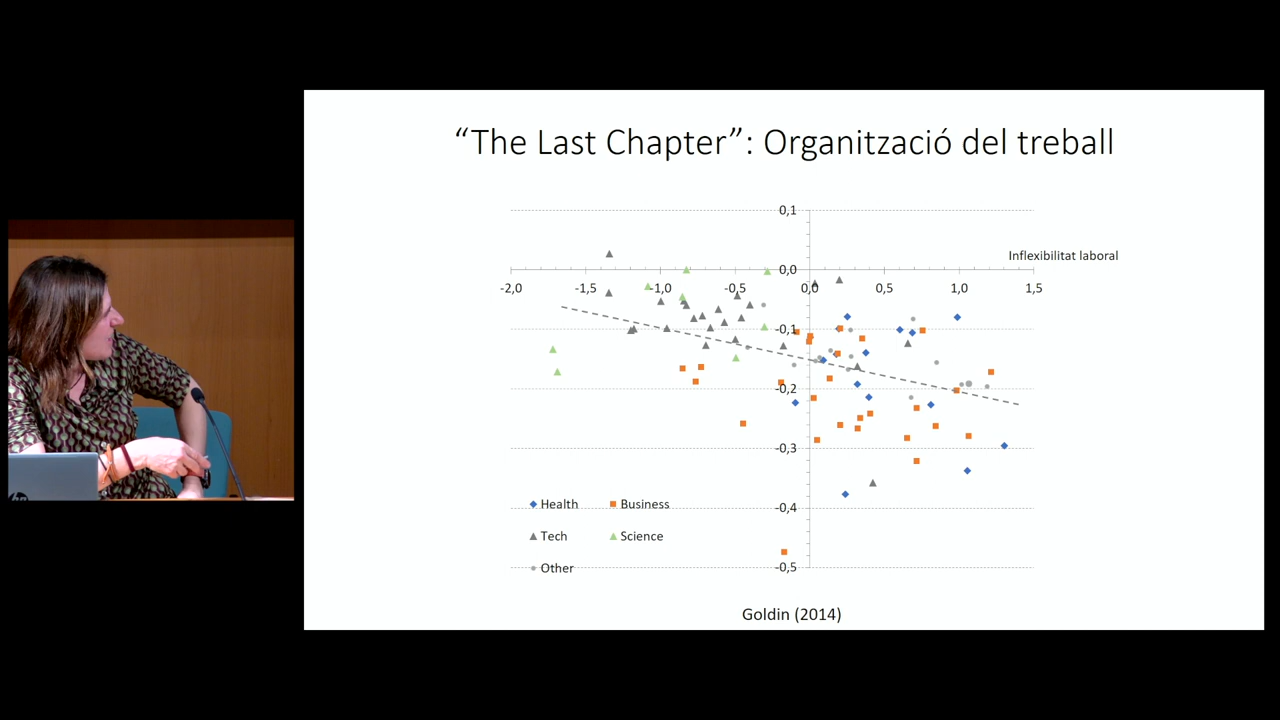 “The Last Chapter”: Organització del treball
0,1
Inflexibilitat laboral
0,0
-2,0 -1,5 -1,0 -0,5 0,0 0,5 1,0 1,5
-0,1
-0,2
-0,3
Health Business
-0,4
Tech Science
-0,5
Other
Goldin (2014)
hp